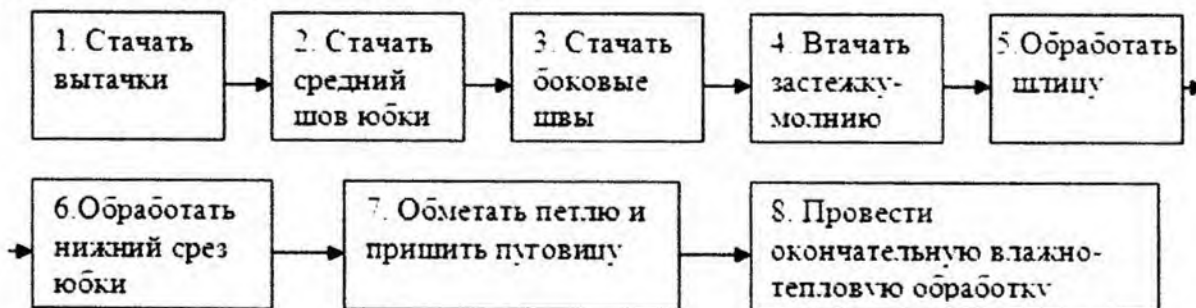 1. Стачать
вытачки
2. Стачать
средний
шов юбки
3. Стачать
боковые
швы
4. Втачать
застежку-
молнию
5.Обработать
шлицу
6.Обработать
нижний срез
юбки
7. Обметать петлю и
пришить пуговицу
8. Провести
окончательную влажно-
тепловую обработку